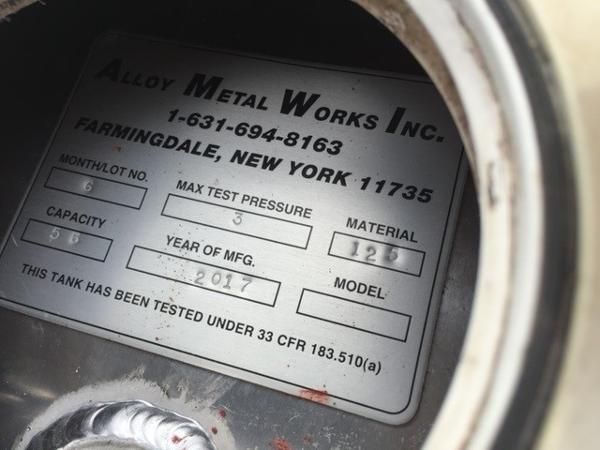 ALLOY METAL WORKS INC.
1-631-694-8163
FARMINGDALE, NEW YORK 11735
MONTH/LOT NO. MAX TEST PRESSURE MATERIAL
6 3 125
CAPACITY YEAR OF MFG. MODEL
56 2017
THIS TANK HAS BEEN TESTED UNDER 33 CFR 183.510(a)